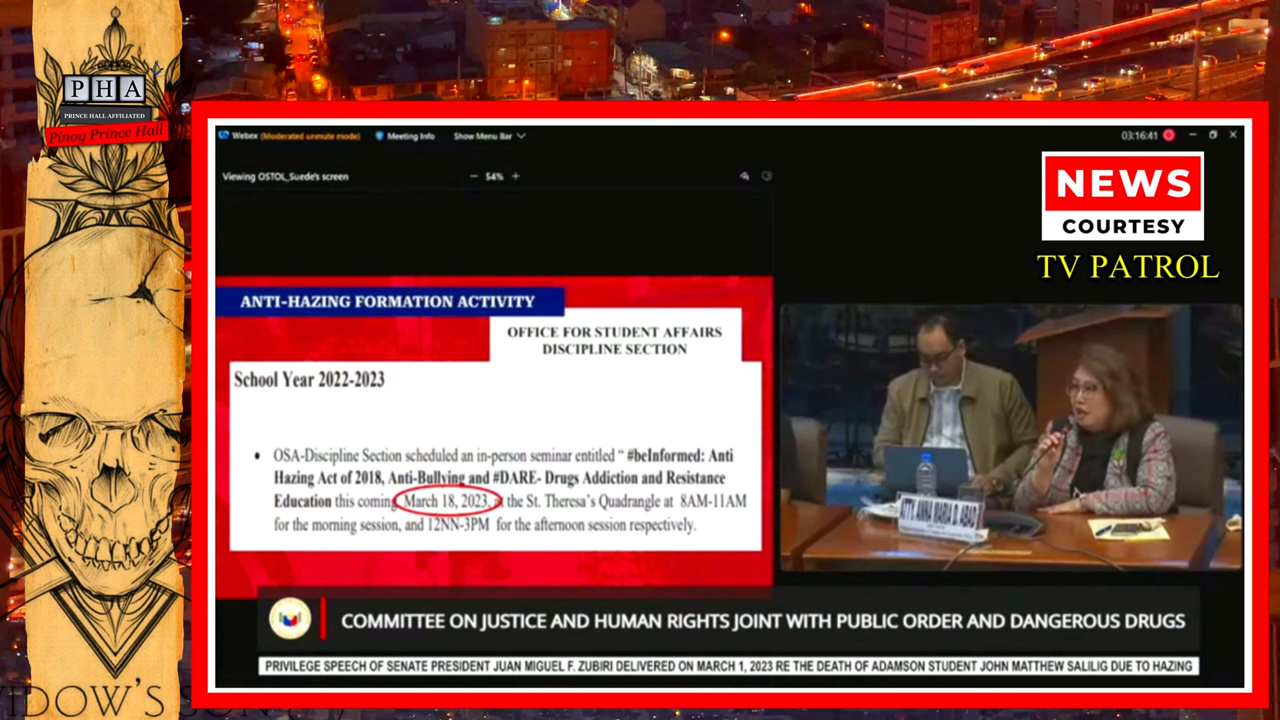 PHA
PRINCE HALL AFFILIATED
Pinoy Prince Hall
Webex (Moderated unmute mode) Meeting Info Show Menu Bar
03:16:41
Viewing OSTOL_Suede's screen
54%
NEWS
COURTESY
TV PATROL
ANTI-HAZING FORMATION ACTIVITY
OFFICE FOR STUDENT AFFAIRS
DISCIPLINE SECTION
School Year 2022-2023
• OSA-Discipline Section scheduled an in-person seminar entitled “ #beInformed: Anti
Hazing Act of 2018, Anti-Bullying and #DARE- Drugs Addiction and Resistance
Education this coming March 18, 2023, the St. Theresa's Quadrangle at 8AM-11AM
for the morning session, and 12NN-3PM for the afternoon session respectively.
ATTY. ANNA MARIA D. ABAD
COMMITTEE ON JUSTICE AND HUMAN RIGHTS JOINT WITH PUBLIC ORDER AND DANGEROUS DRUGS
PRIVILEGE SPEECH OF SENATE PRESIDENT JUAN MIGUEL F. ZUBIRI DELIVERED ON MARCH 1, 2023 RE THE DEATH OF ADAMSON STUDENT JOHN MATTHEW SALILIG DUE TO HAZING
IDOW'S